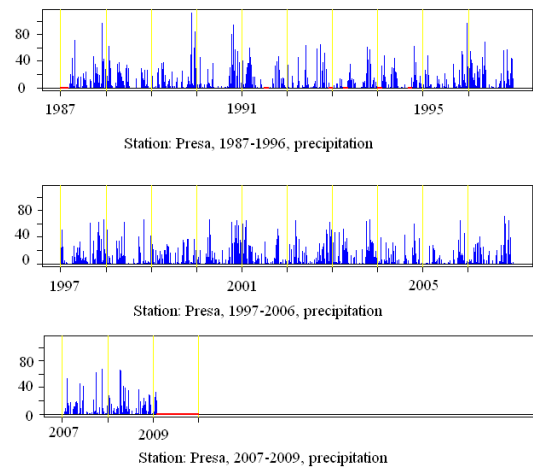 80
40
0
1987 1991 1995
Station: Presa, 1987-1996, precipitation
80
40
0
1997 2001 2005
Station: Presa, 1997-2006, precipitation
80
40
0
2007 2009
Station: Presa, 2007-2009, precipitation